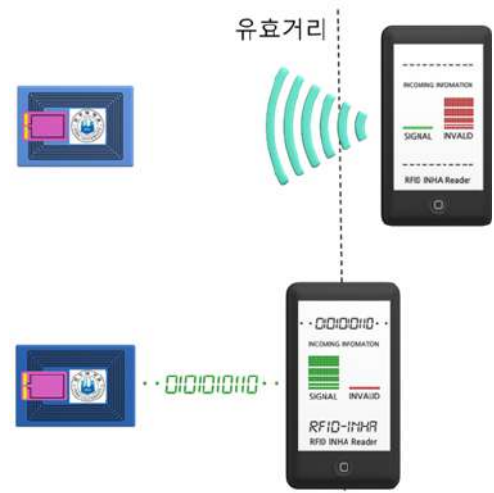 유효거리
INCOMING INFOMATION
SIGNAL INVALID
RFID INHA Reader
··01010110··
INCOMING INFOMATION
SIGNAL INVALID
RFID-INHA
RFID INHA Reader
··01010110··